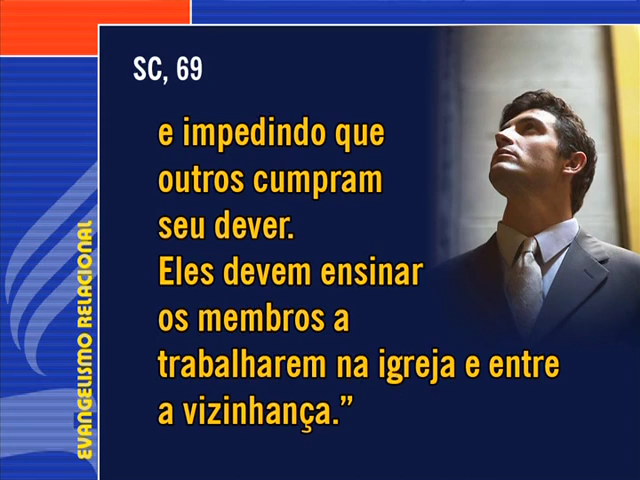 SC, 69
e impedindo que
outros cumpram
seu dever.
Eles devem ensinar
os membros a
trabalharem na igreja e entre
a vizinhança.”
EVANGELISMO RELACIONAL